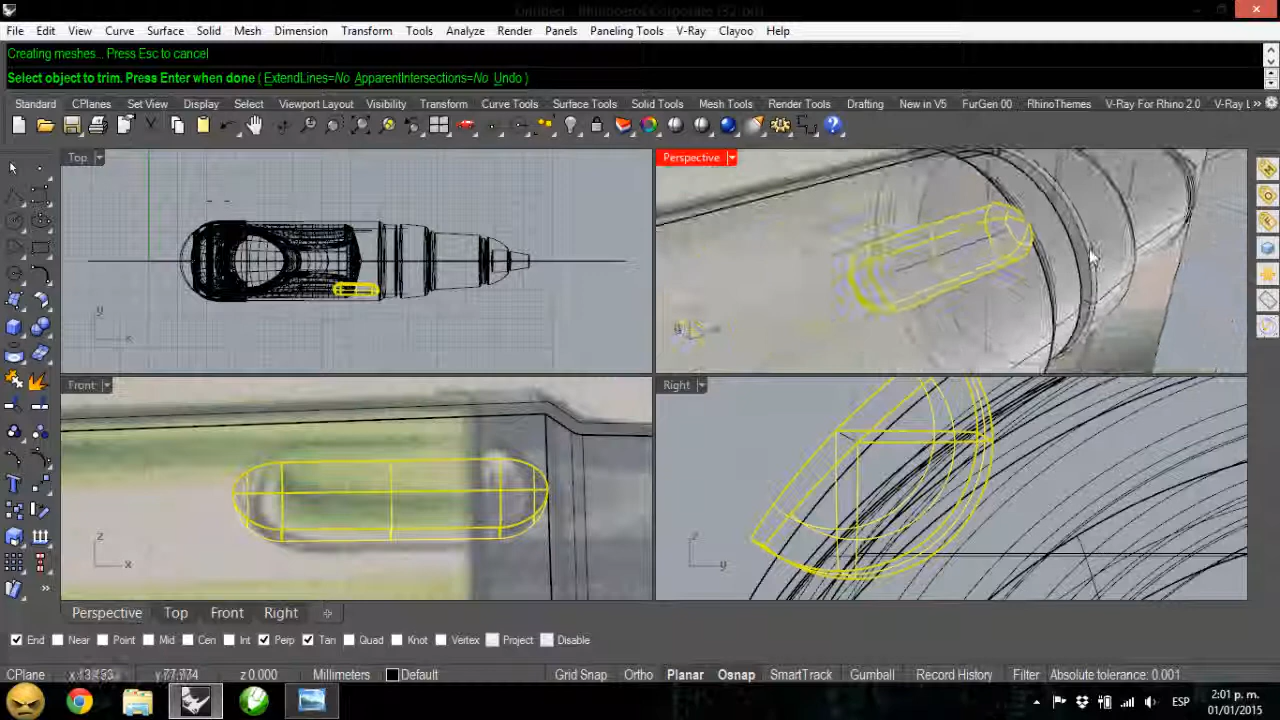 File Edit View Curve Surface Solid Mesh Dimension Transform Tools Analyze Render Panels Paneling Tools V-Ray Clayoo Help
Creating meshes... Press Esc to cancel
Select object to trim. Press Enter when done ( ExtendLines=No ApparentIntersections=No Undo )
Standard CPlanes Set View Display Select Viewport Layout Visibility Transform Curve Tools Surface Tools Solid Tools Mesh Tools Render Tools Drafting New in V5 FurGen 00 RhinoThemes V-Ray For Rhino 2.0 V-Ray L
Top
Perspective
y
x
Front
Right
z
x
z
y
Perspective Top Front Right
End Near Point Mid Cen Int Perp Tan Quad Knot Vertex Project Disable
CPlane z 0.000 Millimeters Default Grid Snap Ortho Planar Osnap SmartTrack Gumball Record History Filter Absolute tolerance: 0.001
ESP
2:01 p. m.
01/01/2015